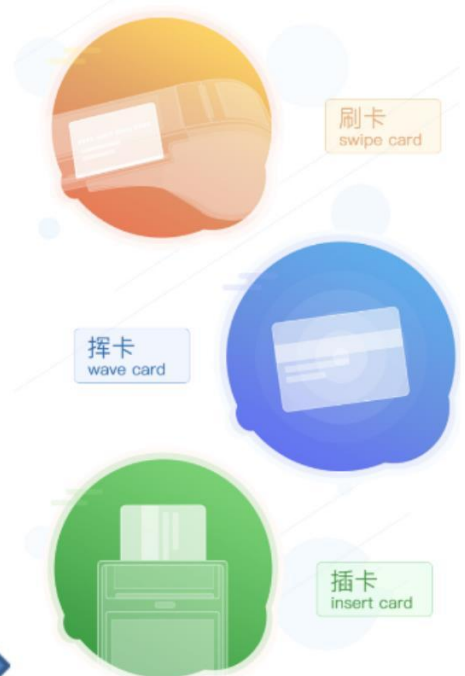 刷卡
swipe card
挥卡
wave card
插卡
insert card